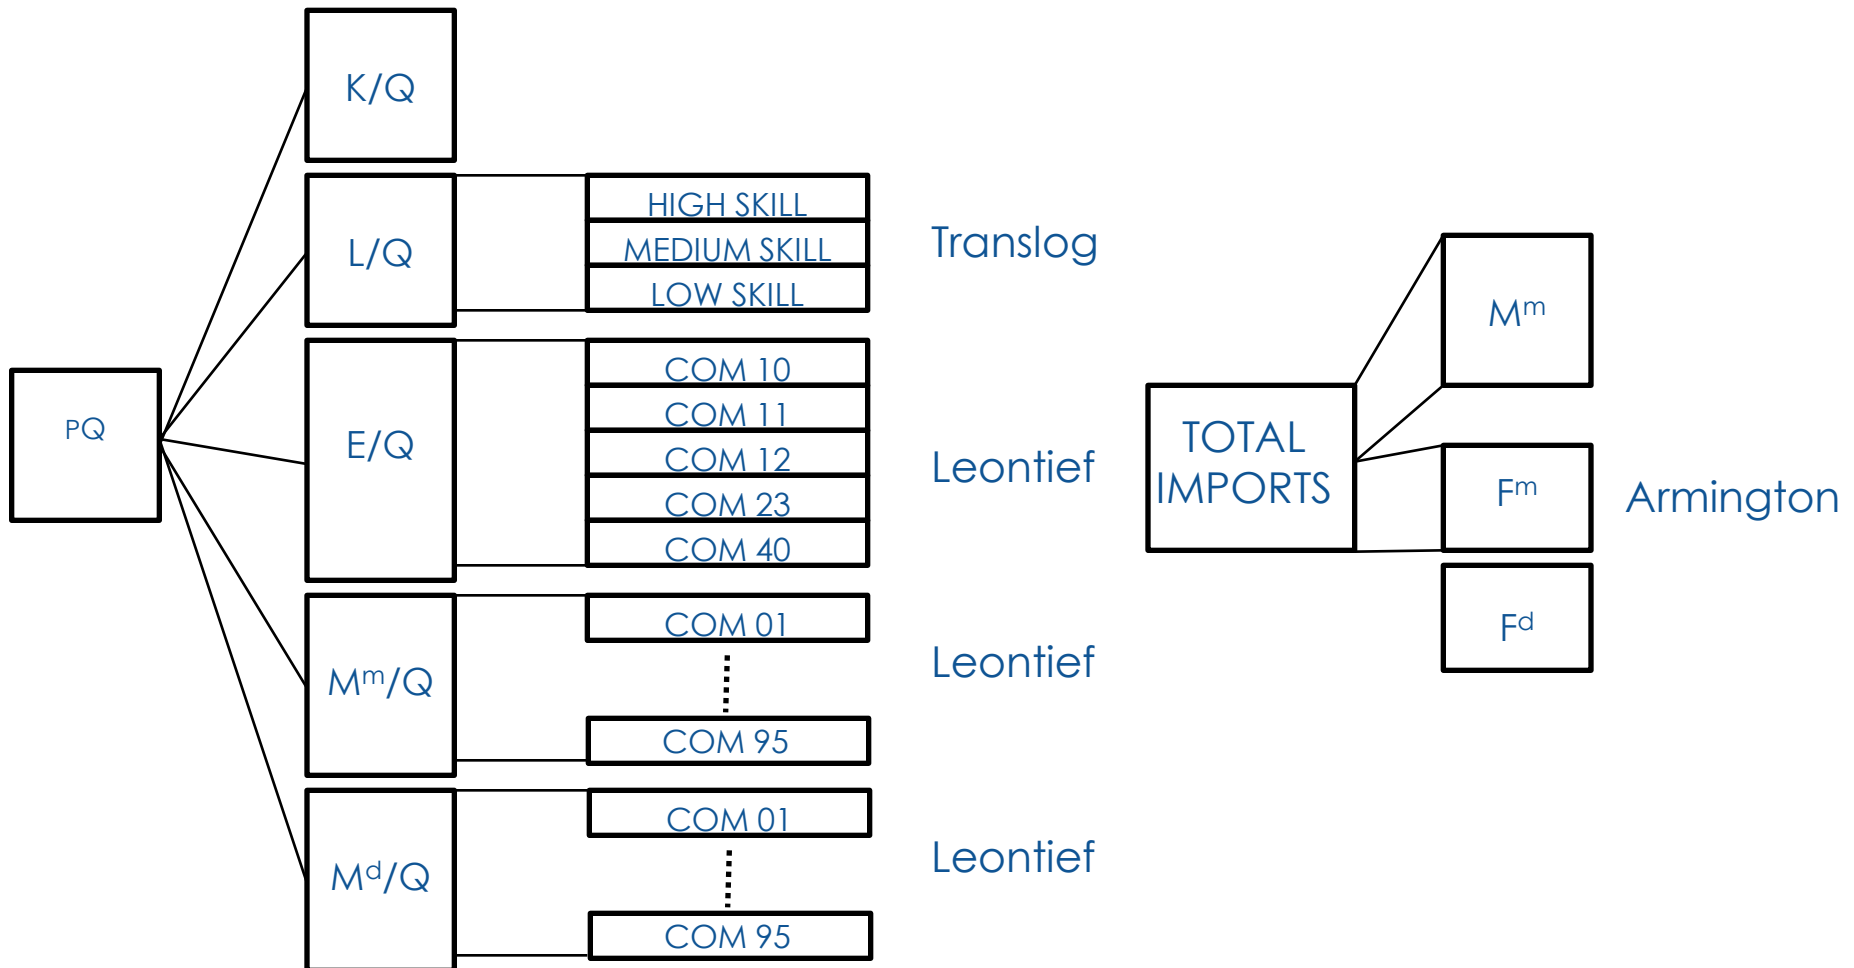 PQ
K/Q
L/Q
HIGH SKILL
MEDIUM SKILL
LOW SKILL
Translog
E/Q
COM 10
COM 11
COM 12
COM 23
COM 40
Leontief
Mᵐ/Q
COM 01
COM 95
Leontief
Mᵈ/Q
COM 01
COM 95
Leontief
TOTAL
IMPORTS
Mᵐ
Fᵐ
Fᵈ
Armington